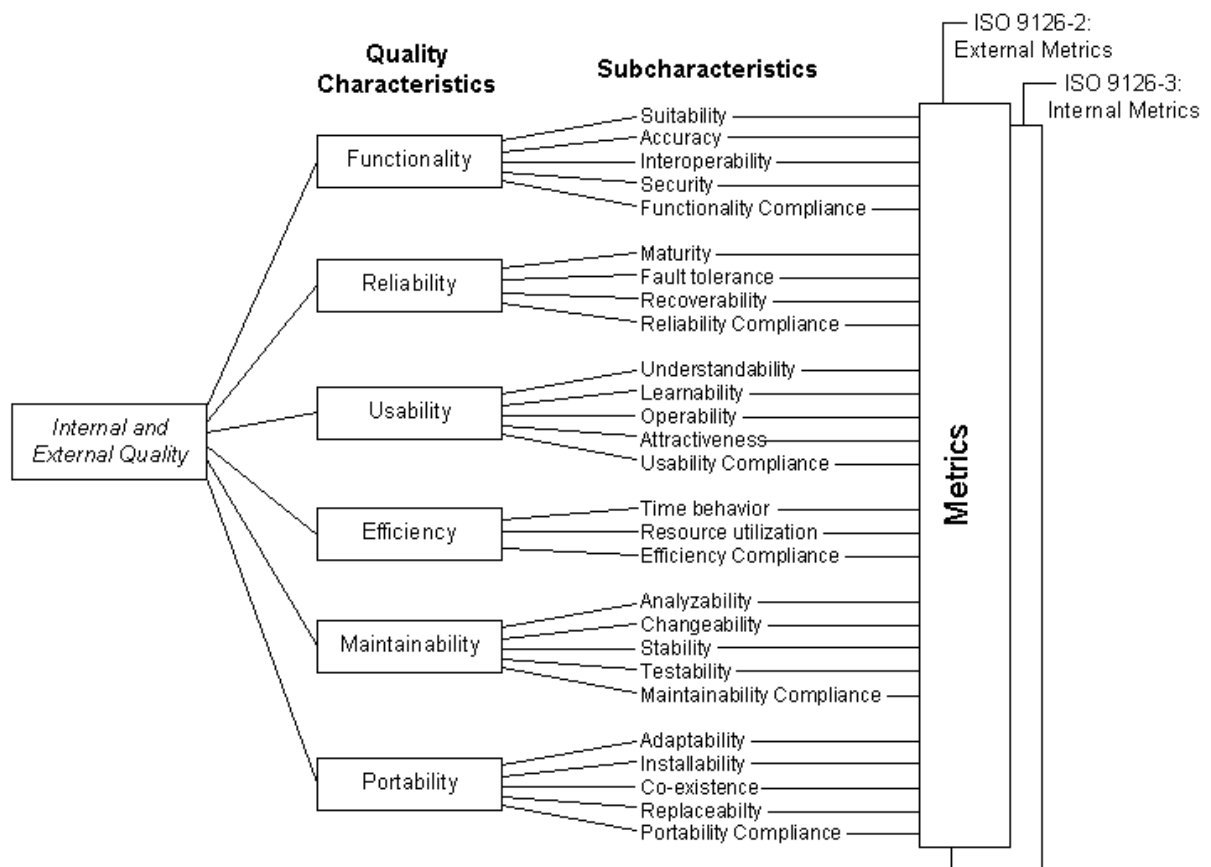 ISO 9126-2:
External Metrics
ISO 9126-3:
Internal Metrics
Quality
Characteristics
Subcharacteristics
Internal and
External Quality
Functionality
Suitability
Accuracy
Interoperability
Security
Functionality Compliance
Reliability
Maturity
Fault tolerance
Recoverability
Reliability Compliance
Usability
Understandability
Learnability
Operability
Attractiveness
Usability Compliance
Efficiency
Time behavior
Resource utilization
Efficiency Compliance
Maintainability
Analyzability
Changeability
Stability
Testability
Maintainability Compliance
Portability
Adaptability
Installability
Co-existence
Replaceabilty
Portability Compliance
Metrics